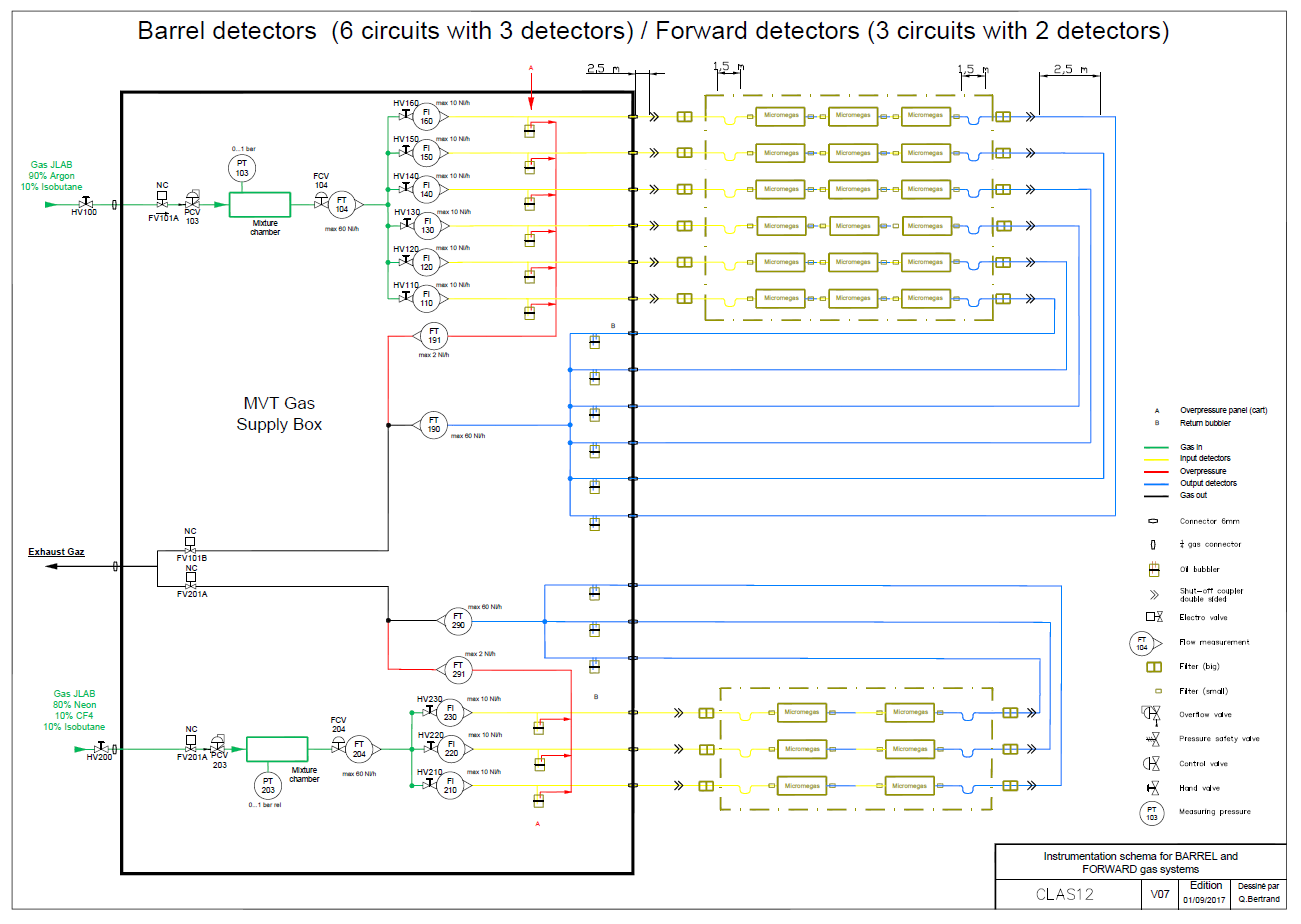 Barrel detectors (6 circuits with 3 detectors) / Forward detectors (3 circuits with 2 detectors)
A
2,5 m
1,5 m
1,5 m
2,5 m
HV160
FI
160
max 10 Nl/h
Micromegas
Micromegas
Micromegas
HV150
FI
150
max 10 Nl/h
Micromegas
Micromegas
Micromegas
HV140
FI
140
max 10 Nl/h
Micromegas
Micromegas
Micromegas
HV130
FI
130
max 10 Nl/h
Micromegas
Micromegas
Micromegas
HV120
FI
120
max 10 Nl/h
Micromegas
Micromegas
Micromegas
HV110
FI
110
max 10 Nl/h
Micromegas
Micromegas
Micromegas
Gas JLAB
90% Argon
10% Isobutane
HV100
NC
FV101A
PCV
103
0...1 bar
PT
103
Mixture
chamber
FCV
104
FT
104
max 60 Nl/h
FT
191
max 2 Nl/h
B
MVT Gas
Supply Box
FT
190
max 60 Nl/h
A Overpressure panel (cart)
B Return bubbler
Gas in
Input detectors
Overpressure
Output detectors
Gas out
Connector 6mm
¼ gas connector
Oil bubbler
Shut-off coupler
double sided
Electro valve
FT
104
Flow measurement
Filter (big)
Filter (small)
Overflow valve
Pressure safety valve
Control valve
Hand valve
PT
103
Measuring pressure
Exhaust Gaz
NC
FV101B
NC
FV201A
FT
290
max 60 Nl/h
FT
291
max 2 Nl/h
B
Gas JLAB
80% Neon
10% CF4
10% Isobutane
HV200
NC
FV201A
PCV
203
Mixture
chamber
PT
203
0...1 bar rel
FCV
204
FT
204
max 60 Nl/h
HV230
FI
230
max 10 Nl/h
Micromegas
Micromegas
HV220
FI
220
max 10 Nl/h
Micromegas
Micromegas
HV210
FI
210
max 10 Nl/h
Micromegas
Micromegas
A
Instrumentation schema for BARREL and
FORWARD gas systems
CLAS12
V07
Edition
01/09/2017
Dessiné par
Q.Bertrand